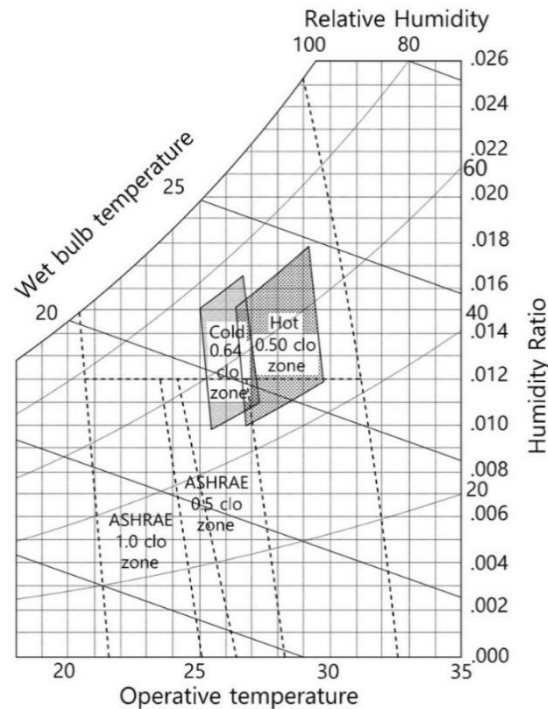 Relative Humidity
100 80
.026
.024
.022
60
.020
.018
.016
40
.014
.012
.010
.008
20
.006
.004
.002
.000
Humidity Ratio
Wet bulb temperature
25
20
Cold
0.64
clo
zone
Hot
0.50 clo
zone
ASHRAE
0.5 clo
zone
ASHRAE
1.0 clo
zone
20 25 30 35
Operative temperature